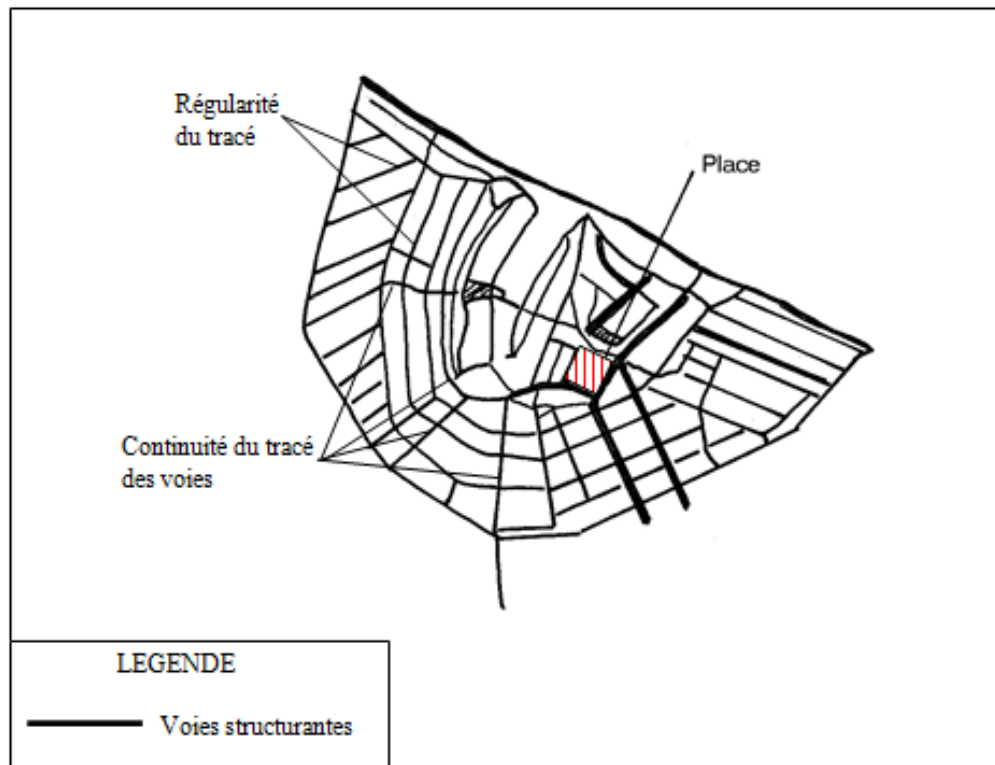 Régularité
du tracé
Place
Continuité du tracé
des voies
LEGENDE
Voies structurantes